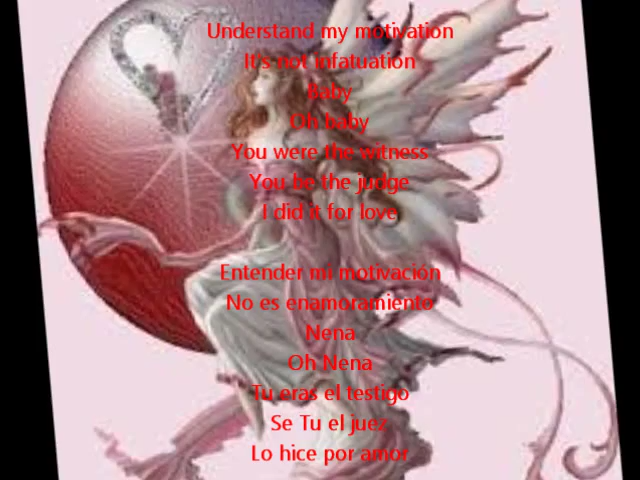 Understand my motivation
It's not infatuation
Baby
Oh baby
You were the witness
You be the judge
I did it for love
Entender mi motivación
No es enamoramiento
Nena
Oh Nena
Tu eras el testigo
Se Tu el juez
Lo hice por amor